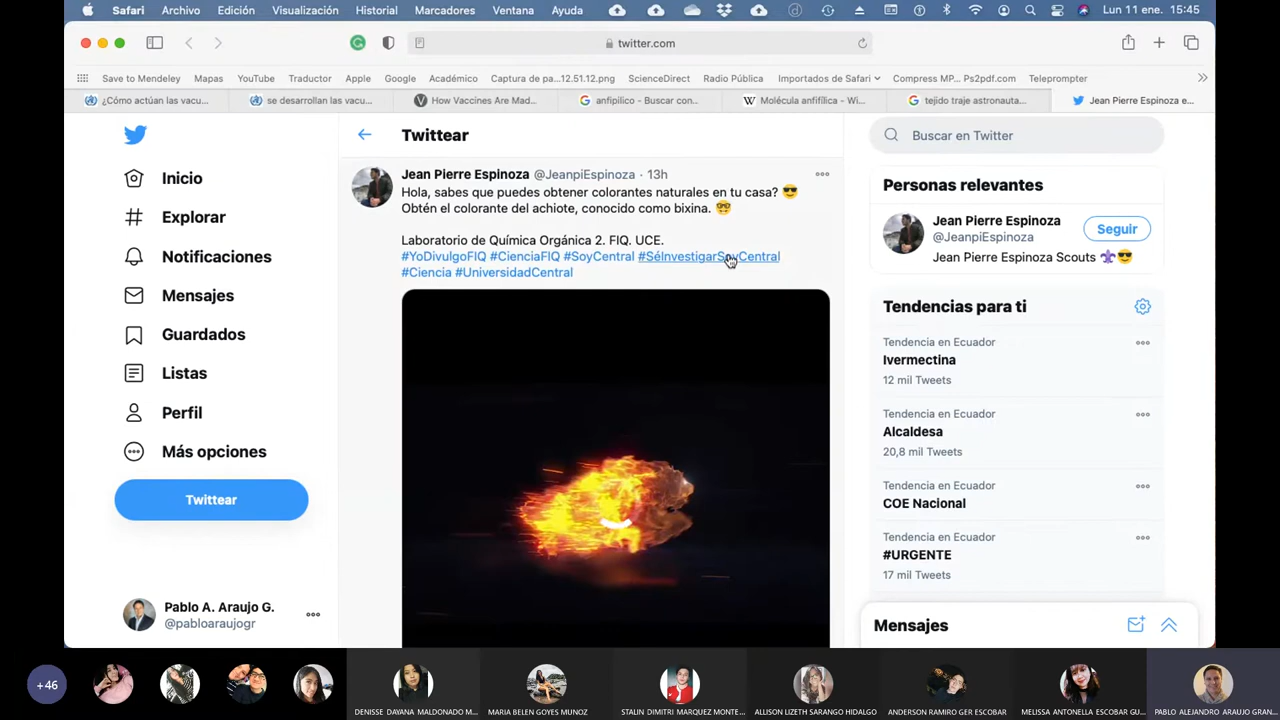 Safari Archivo Edición Visualización Historial Marcadores Ventana Ayuda Lun 11 ene. 15:45
twitter.com
Save to Mendeley Mapas YouTube Traductor Apple Google Académico Captura de pa...12.51.12.png ScienceDirect Radio Pública Importados de Safari Compress MP... Ps2pdf.com Teleprompter
¿Cómo actúan las vacu... se desarrollan las vacu... How Vaccines Are Mad... anfipilico - Buscar con... Molécula anfifílica - Wi... tejido traje astronauta... Jean Pierre Espinoza e...
Twittear
Buscar en Twitter
Inicio
Explorar
Notificaciones
Mensajes
Guardados
Listas
Perfil
Más opciones
Twittear
Pablo A. Araujo G.
@pabloaraujogr
Jean Pierre Espinoza @JeanpiEspinoza · 13h
Hola, sabes que puedes obtener colorantes naturales en tu casa? 😎
Obtén el colorante del achiote, conocido como bixina. 🤓
Laboratorio de Química Orgánica 2. FIQ. UCE.
#YoDivulgoFIQ #CienciaFIQ #SoyCentral #SéInvestigarSoyCentral
#Ciencia #UniversidadCentral
Personas relevantes
Jean Pierre Espinoza
@JeanpiEspinoza
Seguir
Jean Pierre Espinoza Scouts ⚜️😎
Tendencias para ti
Tendencia en Ecuador
Ivermectina
12 mil Tweets
Tendencia en Ecuador
Alcaldesa
20,8 mil Tweets
Tendencia en Ecuador
COE Nacional
Tendencia en Ecuador
#URGENTE
17 mil Tweets
Mensajes
+46
DENISSE DAYANA MALDONADO M... MARIA BELEN GOYES MUNOZ STALIN DIMITRI MARQUEZ MONTE... ALLISON LIZETH SARANGO HIDALGO ANDERSON RAMIRO GER ESCOBAR MELISSA ANTONELLA ESCOBAR GU... PABLO ALEJANDRO ARAUJO GRAN...